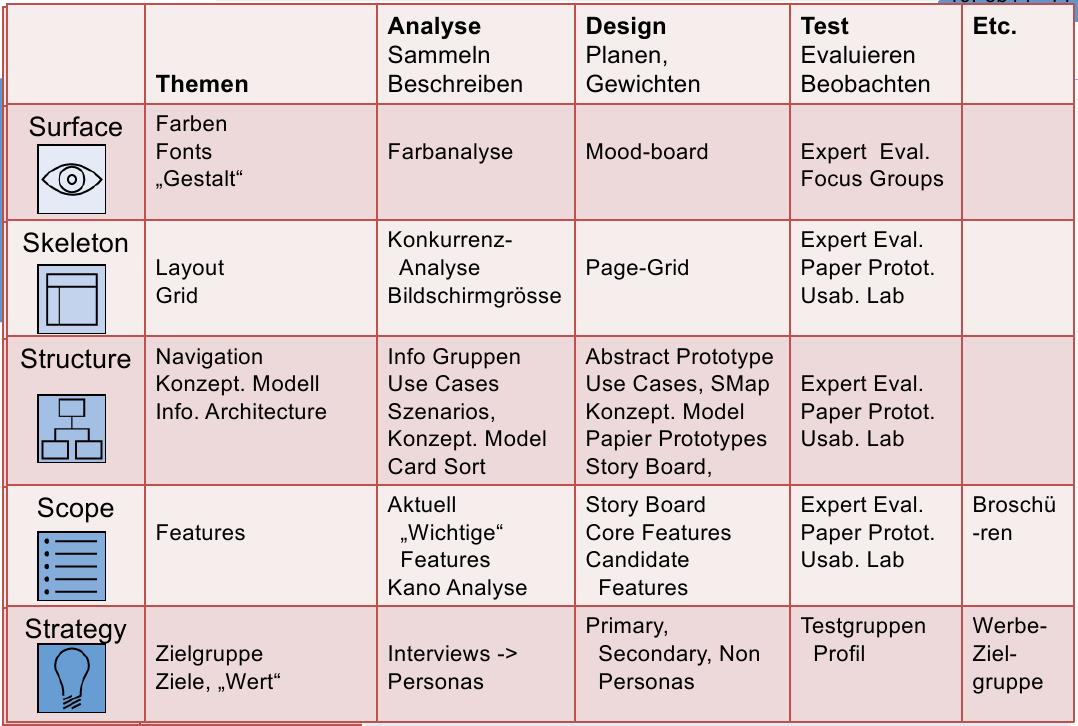 Themen
Analyse
Sammeln
Beschreiben
Design
Planen,
Gewichten
Test
Evaluieren
Beobachten
Etc.
Surface
Farben
Fonts
„Gestalt“
Farbanalyse
Mood-board
Expert Eval.
Focus Groups
Skeleton
Layout
Grid
Konkurrenz-
Analyse
Bildschirmgrösse
Page-Grid
Expert Eval.
Paper Protot.
Usab. Lab
Structure
Navigation
Konzept. Modell
Info. Architecture
Info Gruppen
Use Cases
Szenarios,
Konzept. Model
Card Sort
Abstract Prototype
Use Cases, SMap
Konzept. Model
Papier Prototypes
Story Board,
Expert Eval.
Paper Protot.
Usab. Lab
Scope
Features
Aktuell
„Wichtige“
Features
Kano Analyse
Story Board
Core Features
Candidate
Features
Expert Eval.
Paper Protot.
Usab. Lab
Broschü
-ren
Strategy
Zielgruppe
Ziele, „Wert“
Interviews ->
Personas
Primary,
Secondary, Non
Personas
Testgruppen
Profil
Werbe-
Ziel-
gruppe